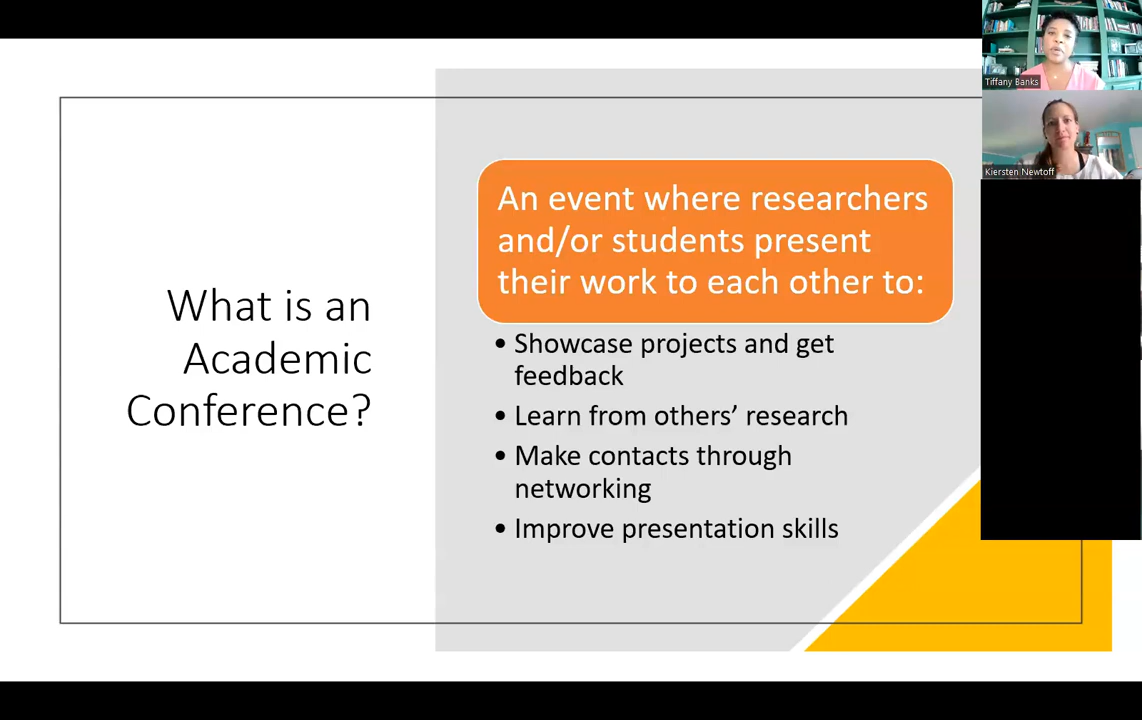 What is an
Academic
Conference?
An event where researchers
and/or students present
their work to each other to:
• Showcase projects and get
feedback
• Learn from others’ research
• Make contacts through
networking
• Improve presentation skills
Tiffany Banks
Kiersten Newtoff